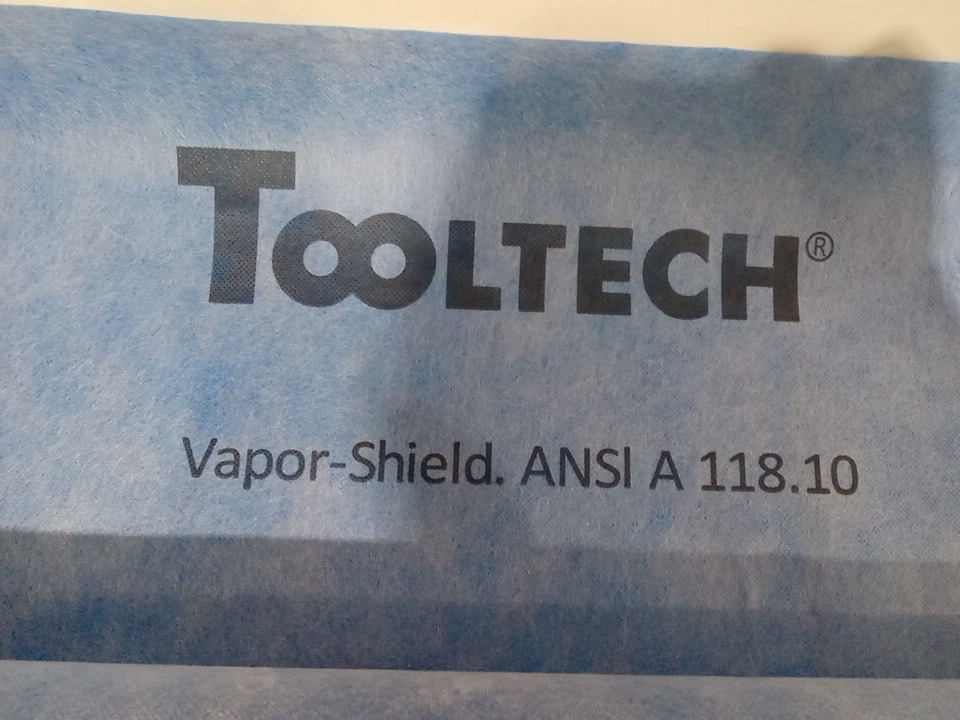 TOOLTECH®
Vapor-Shield. ANSI A 118.10